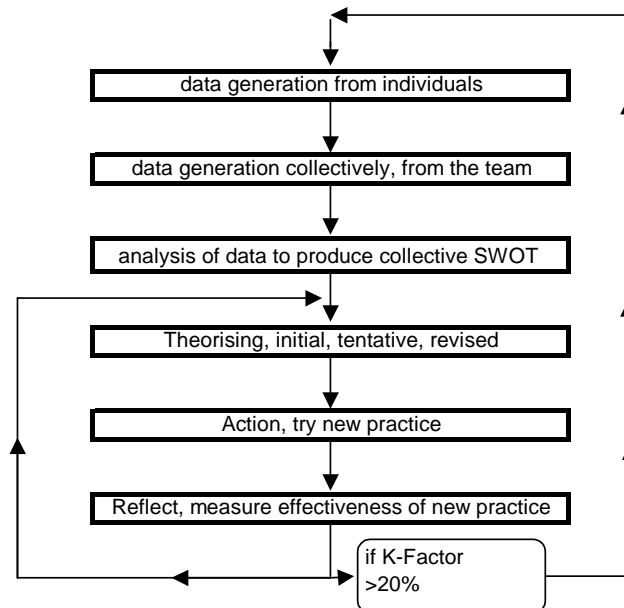 data generation from individuals
data generation collectively, from the team
analysis of data to produce collective SWOT
Theorising, initial, tentative, revised
Action, try new practice
Reflect, measure effectiveness of new practice
if K-Factor
>20%